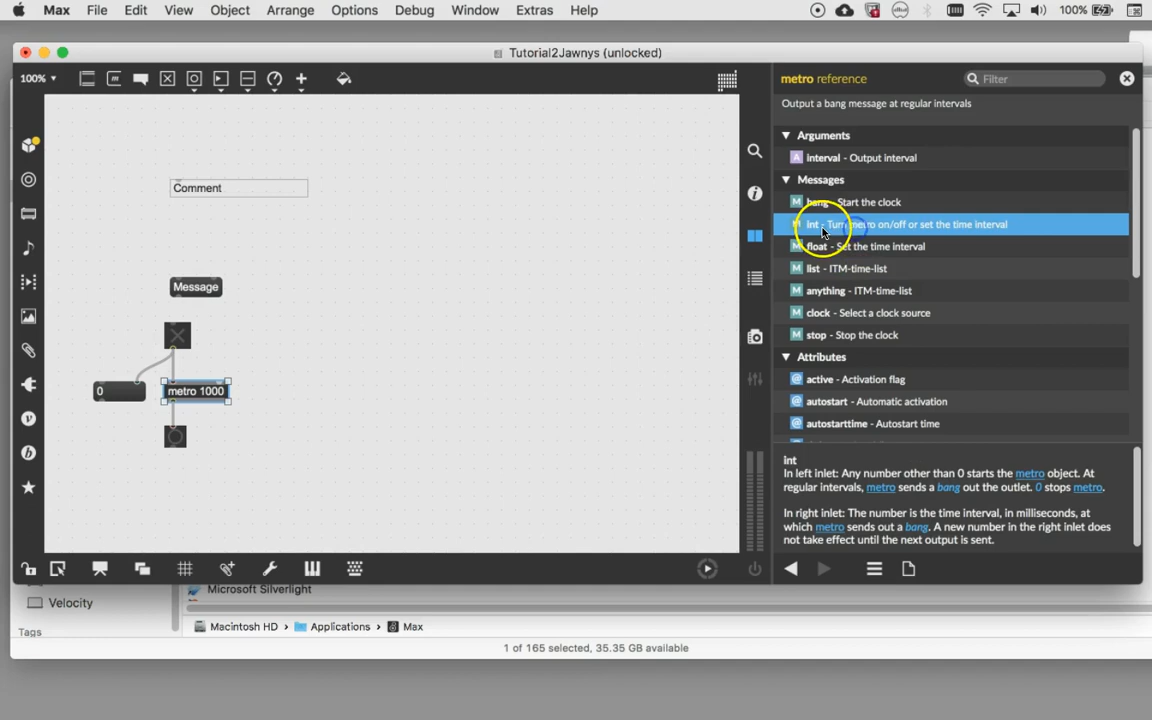 Max File Edit View Object Arrange Options Debug Window Extras Help 100%
Tutorial2Jawnys (unlocked)
100%
metro reference
Filter
Output a bang message at regular intervals
Arguments
interval - Output interval
Messages
bang - Start the clock
int - Turn metro on/off or set the time interval
float - Set the time interval
list - ITM-time-list
anything - ITM-time-list
clock - Select a clock source
stop - Stop the clock
Attributes
active - Activation flag
autostart - Automatic activation
autostarttime - Autostart time
Comment
Message
0
metro 1000
int
In left inlet: Any number other than 0 starts the metro object. At
regular intervals, metro sends a bang out the outlet. 0 stops metro.
In right inlet: The number is the time interval, in milliseconds, at
which metro sends out a bang. A new number in the right inlet does
not take effect until the next output is sent.
Microsoft Silverlight
Velocity
Tags
Macintosh HD › Applications › Max
1 of 165 selected, 35.35 GB available